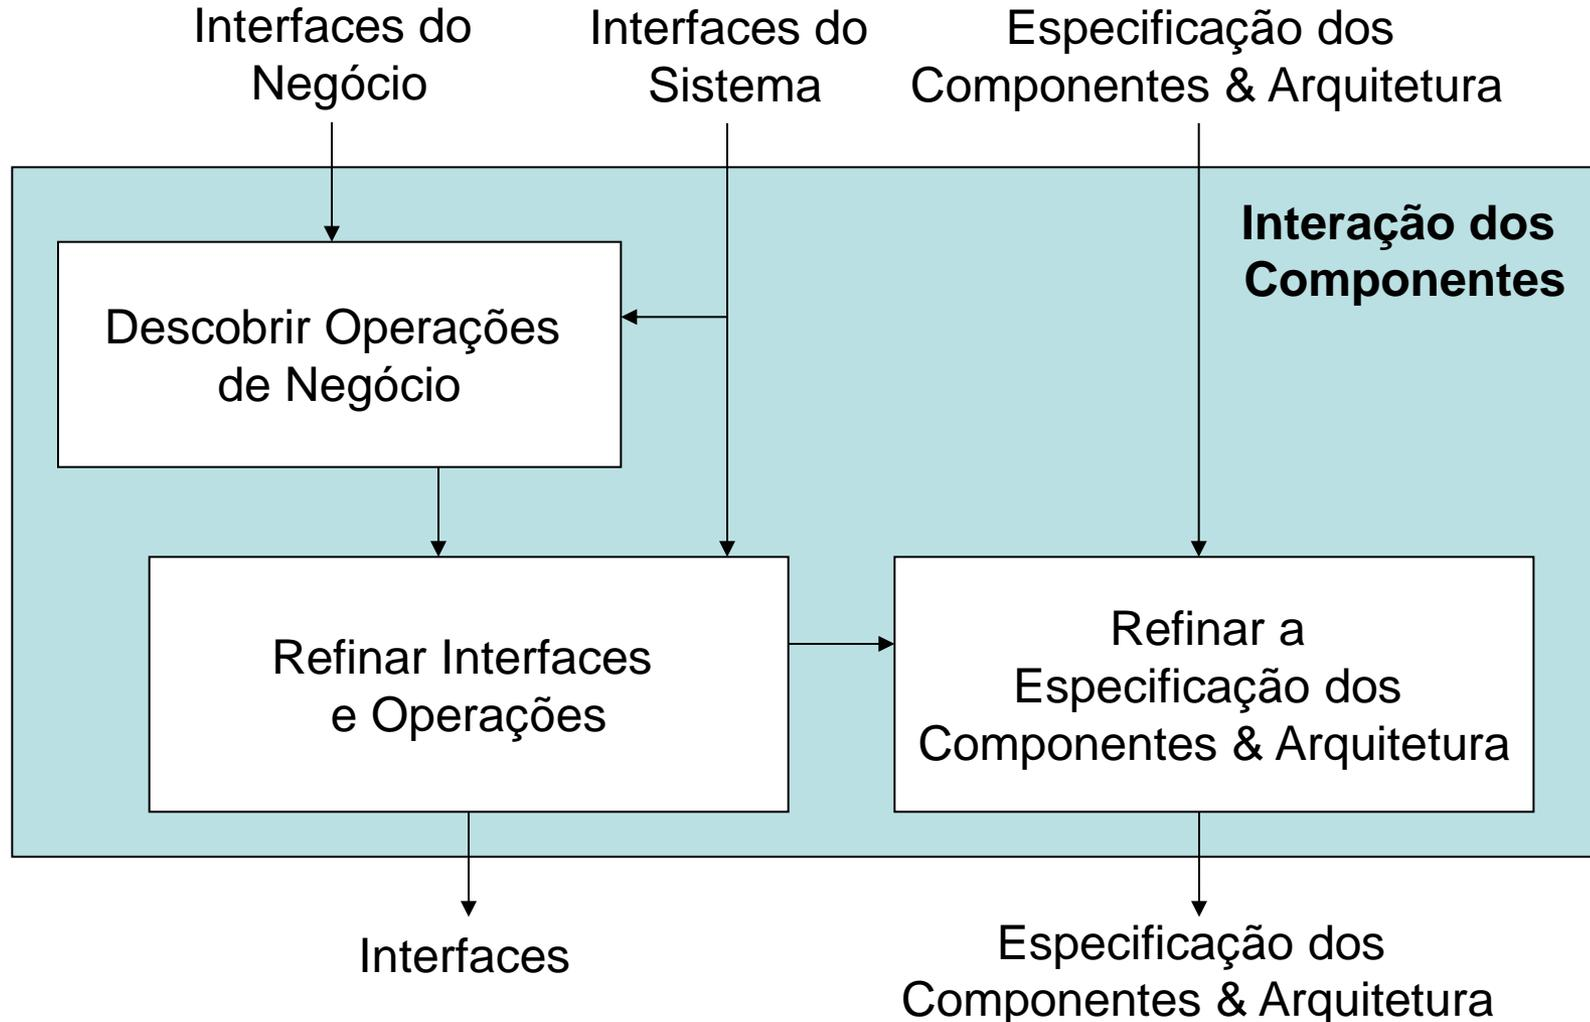 Interfaces do
Negócio
Interfaces do
Sistema
Especificação dos
Componentes & Arquitetura
Interação dos
Componentes
Descobrir Operações
de Negócio
Refinar Interfaces
e Operações
Refinar a
Especificação dos
Componentes & Arquitetura
Interfaces
Especificação dos
Componentes & Arquitetura